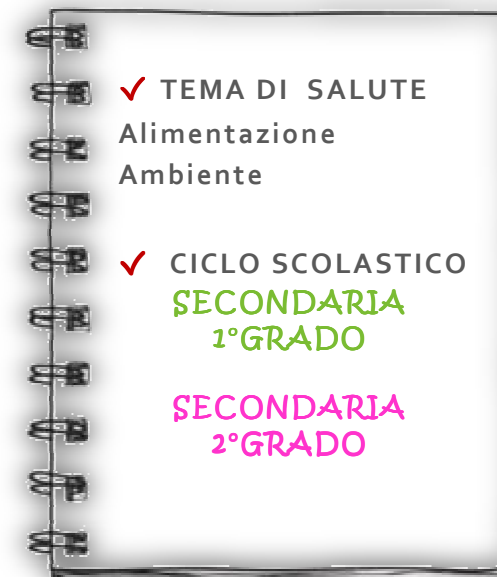 ✓ TEMA DI SALUTE
Alimentazione
Ambiente
✓ CICLO SCOLASTICO
SECONDARIA
1°GRADO
SECONDARIA
2°GRADO